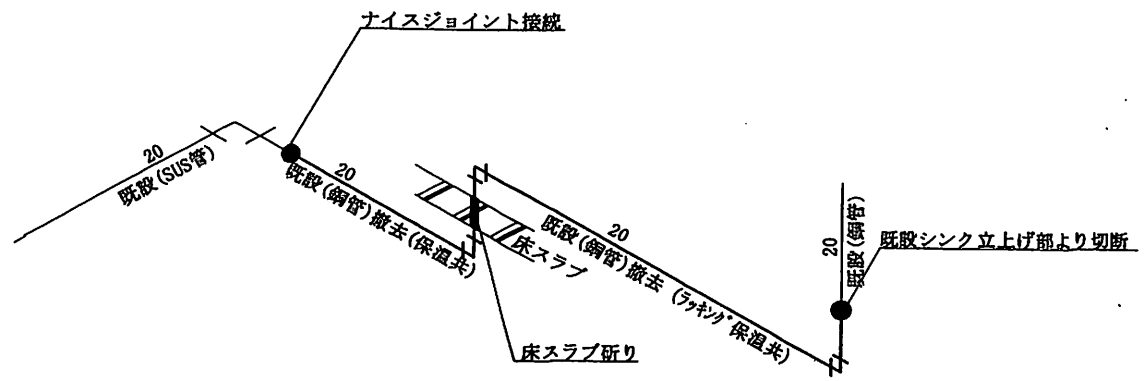 ナイスジョイント接続
20
既設(SUS管)
20
既設(銅管)撤去(保温共)
床スラブ
20
既設(銅管)撤去 (ラッキング保温共)
20
既設(銅管)
既設シンク立上げ部より切断
床スラブ斫り